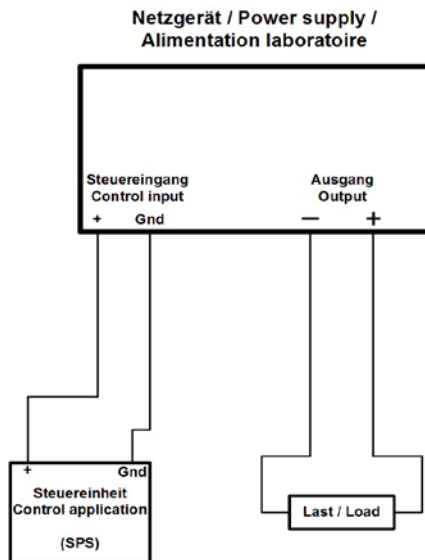 Netzgerät / Power supply /
Alimentation laboratoire
Steuereingang
Control input
+ Gnd
Ausgang
Output
— +
+ Gnd
Steuereinheit
Control application
(SPS)
Last / Load